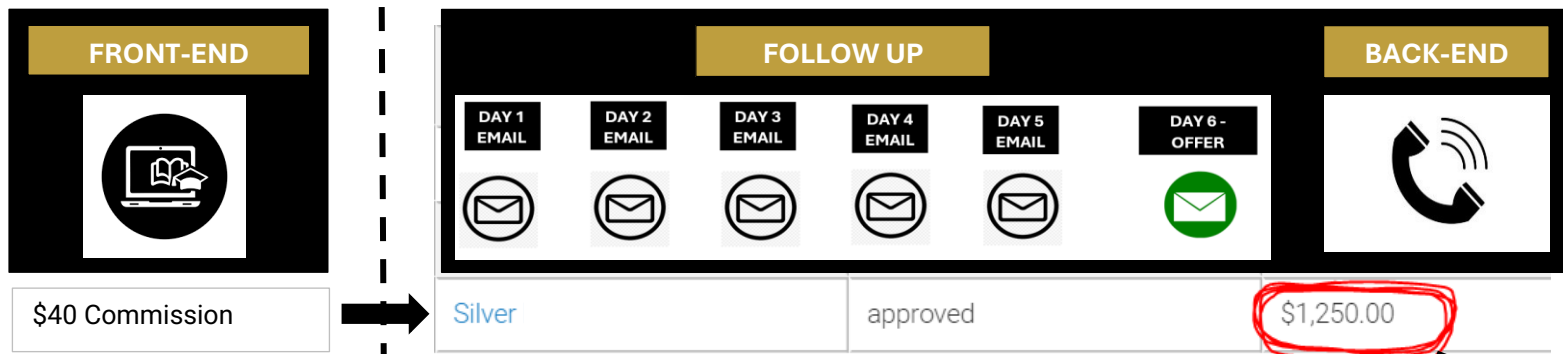 FRONT-END
FOLLOW UP
BACK-END
DAY 1
EMAIL
DAY 2
EMAIL
DAY 3
EMAIL
DAY 4
EMAIL
DAY 5
EMAIL
DAY 6 -
OFFER
$40 Commission
Silver
approved
$1,250.00